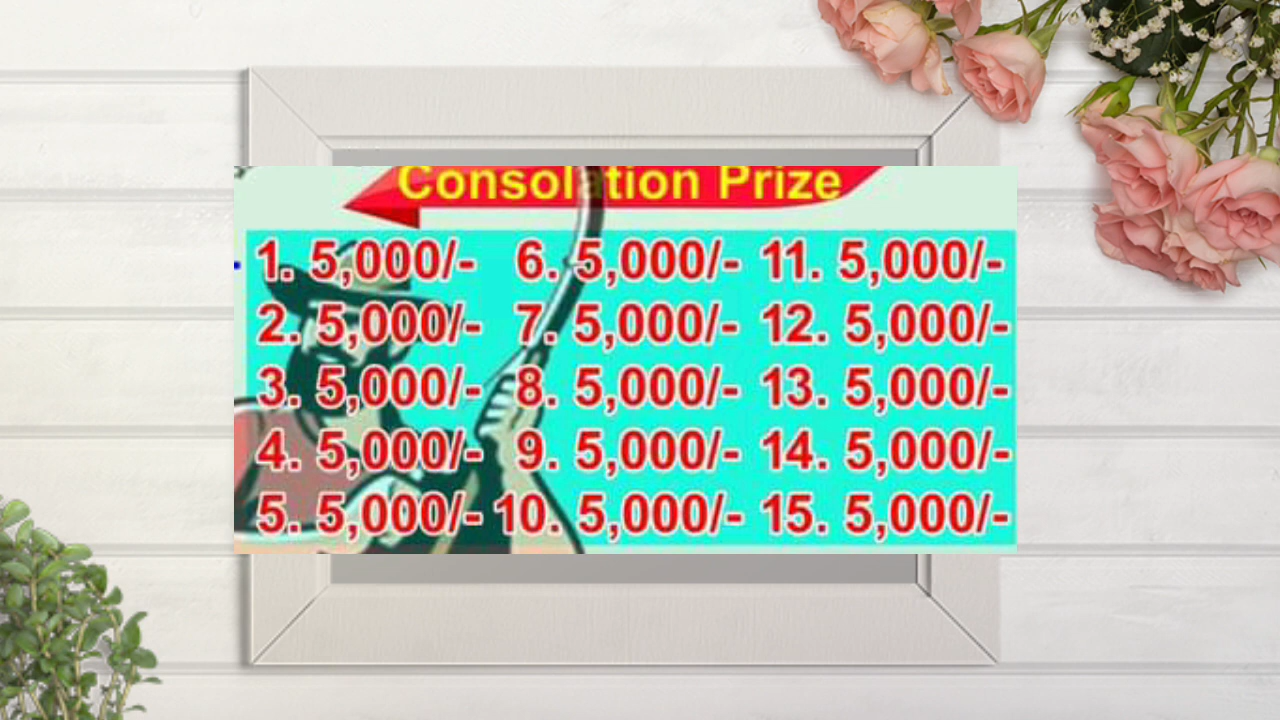 Consolation Prize
1. 5,000/- 6. 5,000/- 11. 5,000/-
2. 5,000/- 7. 5,000/- 12. 5,000/-
3. 5,000/- 8. 5,000/- 13. 5,000/-
4. 5,000/- 9. 5,000/- 14. 5,000/-
5. 5,000/- 10. 5,000/- 15. 5,000/-